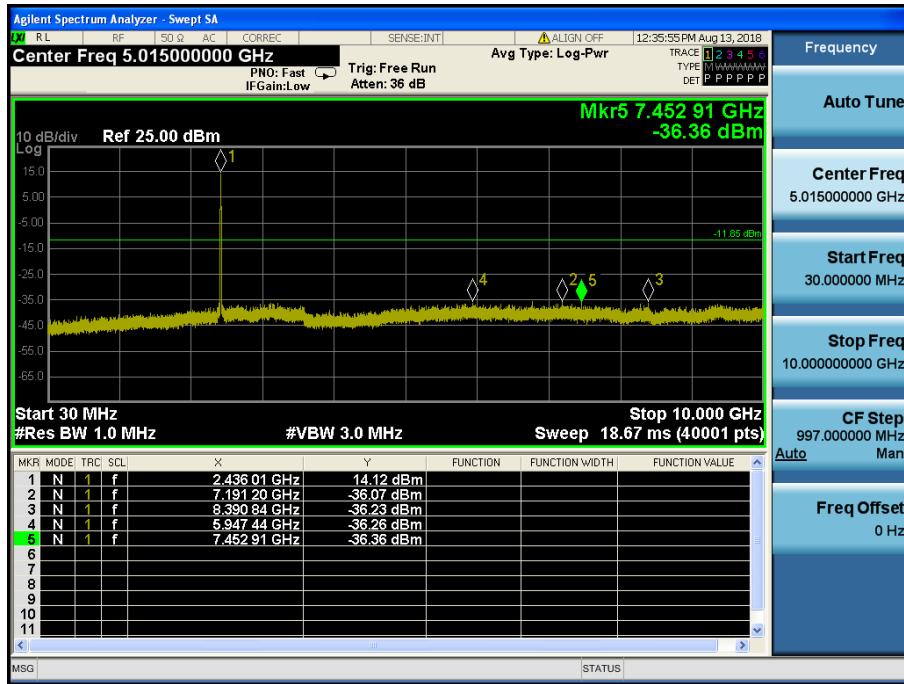 Agilent Spectrum Analyzer - Swept SA
LXI RL RF 50 Ω AC CORREC SENSE:INT ALIGN OFF 12:35:55 PM Aug 13, 2018
Center Freq 5.015000000 GHz
PNO: Fast
IFGain:Low
Trig: Free Run
Atten: 36 dB
Avg Type: Log-Pwr
TRACE 1 2 3 4 5 6
TYPE M WWWWW
DET P P P P P P
Mkr5 7.452 91 GHz
-36.36 dBm
10 dB/div Ref 25.00 dBm
Log
15.0
5.00
-5.00
-15.0
-25.0
-35.0
-45.0
-55.0
-65.0
1
-11.85 dBm
4 2 5 3
Start 30 MHz Stop 10.000 GHz
#Res BW 1.0 MHz #VBW 3.0 MHz Sweep 18.67 ms (40001 pts)
MKR MODE TRC SCL X Y FUNCTION FUNCTION WIDTH FUNCTION VALUE
1 N 1 f 2.436 01 GHz 14.12 dBm
2 N 1 f 7.191 20 GHz -36.07 dBm
3 N 1 f 8.390 84 GHz -36.23 dBm
4 N 1 f 5.947 44 GHz -36.26 dBm
5 N 1 f 7.452 91 GHz -36.36 dBm
6
7
8
9
10
11
MSG STATUS
Frequency
Auto Tune
Center Freq
5.015000000 GHz
Start Freq
30.000000 MHz
Stop Freq
10.000000000 GHz
CF Step
997.000000 MHz
Auto Man
Freq Offset
0 Hz